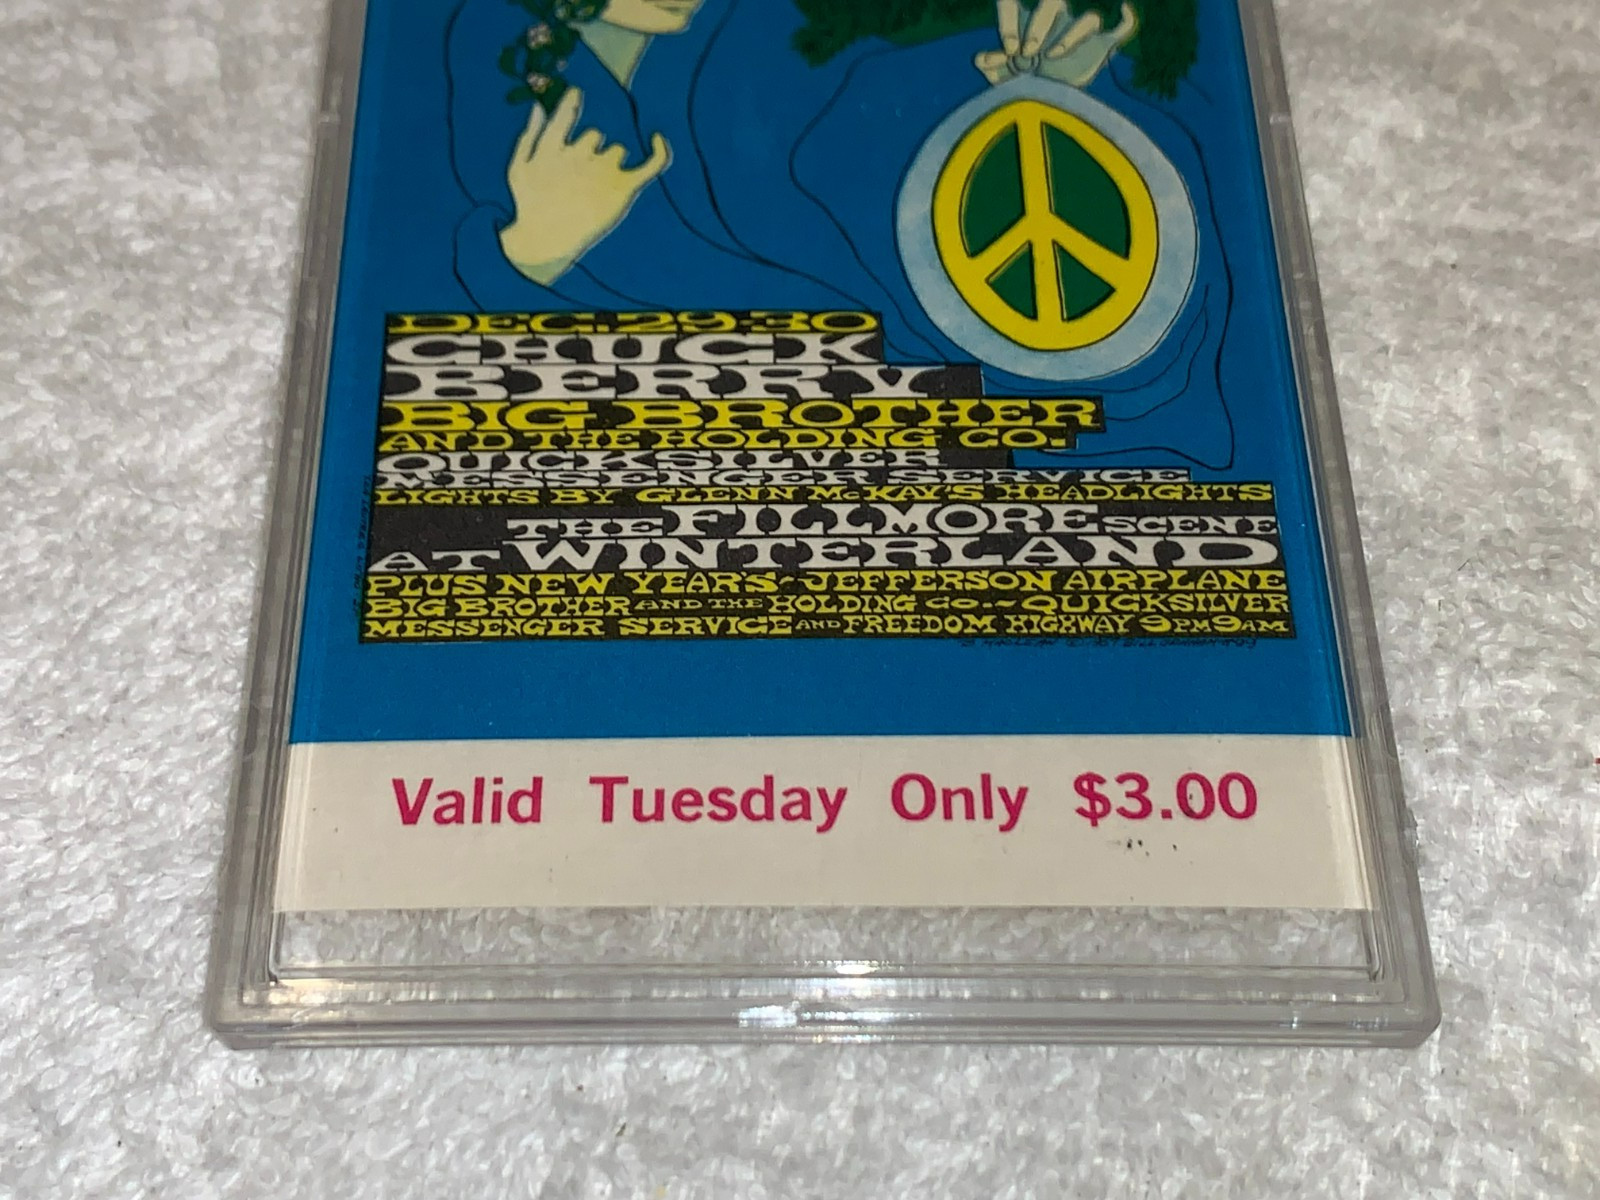 DEC. 29-30
CHUCK
BERRY
BIG BROTHER
AND THE HOLDING CO.
QUICKSILVER
MESSENGER SERVICE
LIGHTS BY GLENN McKAY'S HEADLIGHTS
THE FILLMORE SCENE
AT WINTERLAND
PLUS NEW YEARS-JEFFERSON AIRPLANE
BIG BROTHER AND THE HOLDING CO.-QUICKSILVER
MESSENGER SERVICE AND FREEDOM HIGHWAY 9PM9AM
Valid Tuesday Only $3.00